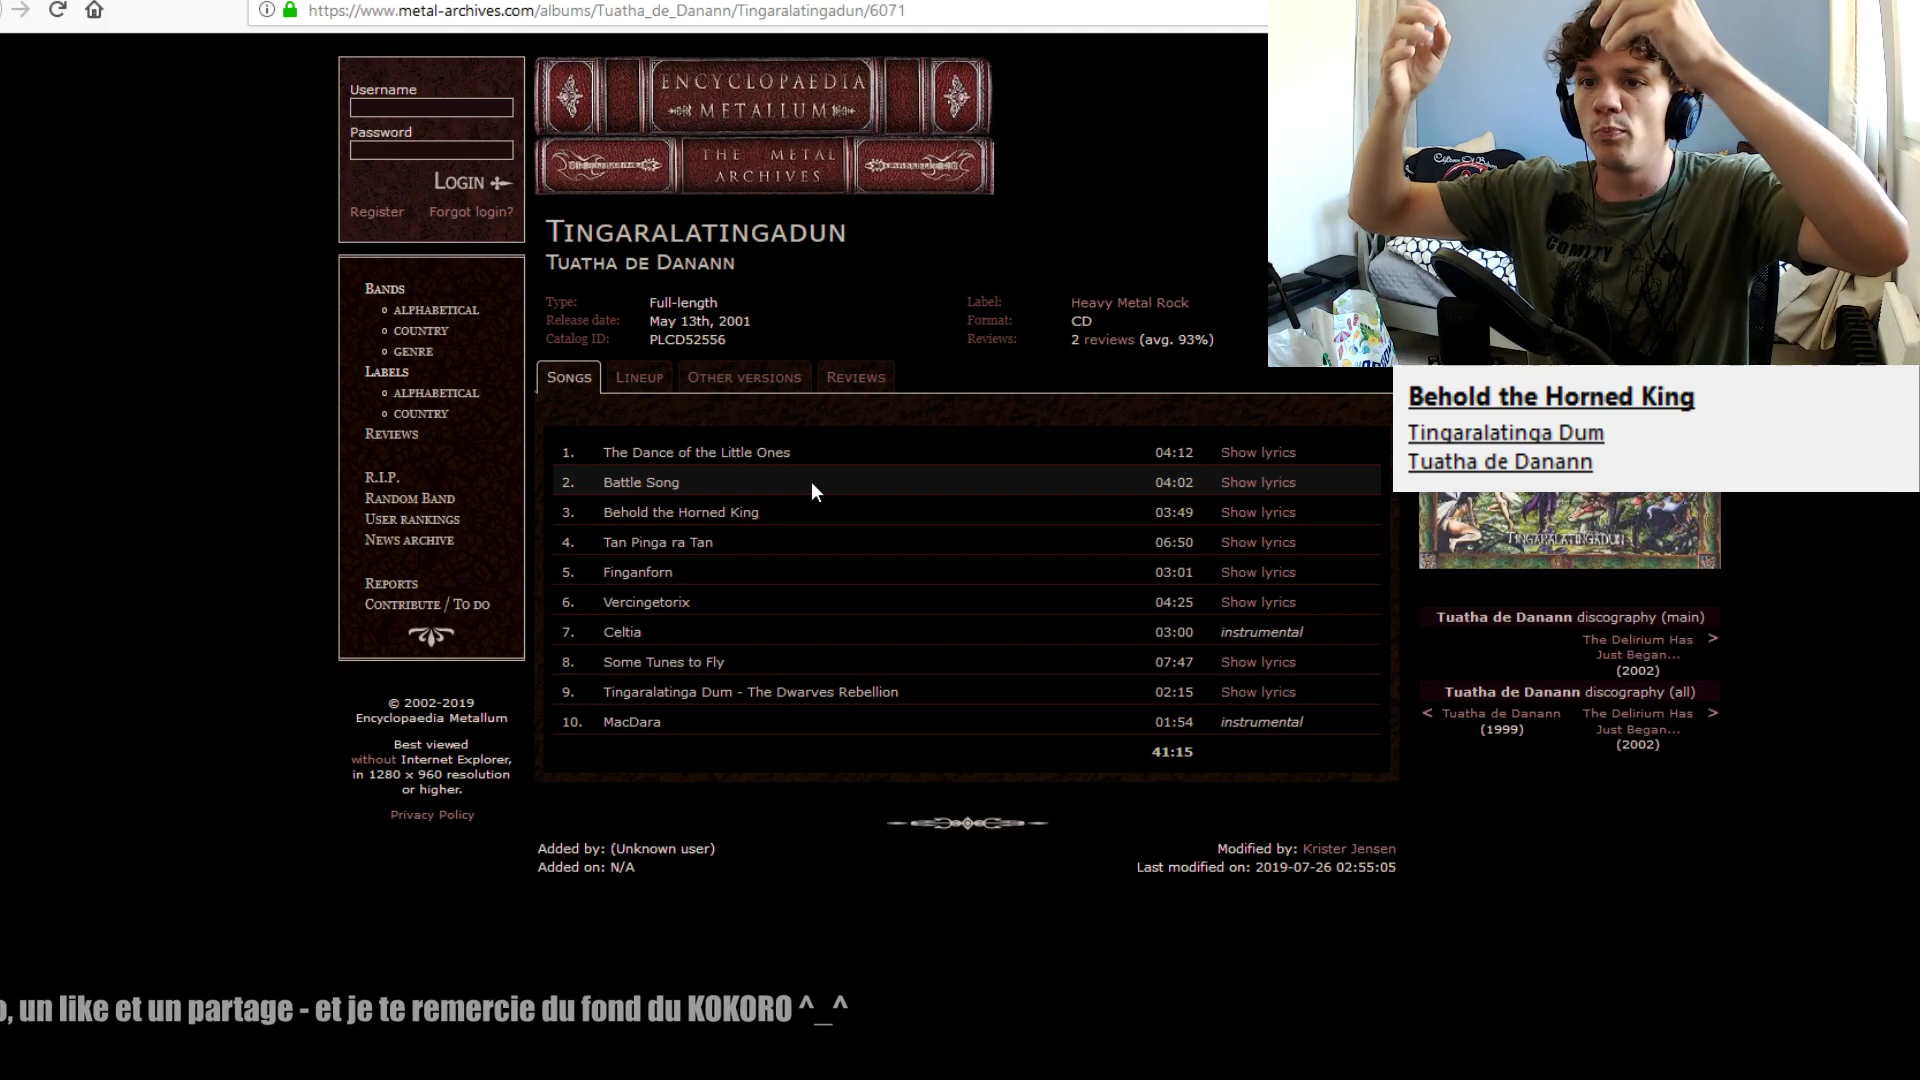 https://www.metal-archives.com/albums/Tuatha_de_Danann/Tingaralatingadun/6071
Username
Password
LOGIN
Register Forgot login?
BANDS
ALPHABETICAL
COUNTRY
GENRE
LABELS
ALPHABETICAL
COUNTRY
REVIEWS
R.I.P.
RANDOM BAND
USER RANKINGS
NEWS ARCHIVE
REPORTS
CONTRIBUTE / TO DO
© 2002-2019
Encyclopaedia Metallum
Best viewed
without Internet Explorer,
in 1280 x 960 resolution
or higher.
Privacy Policy
ENCYCLOPAEDIA
METALLUM
THE METAL
ARCHIVES
TINGARALATINGADUN
TUATHA DE DANANN
Type: Full-length
Release date: May 13th, 2001
Catalog ID: PLCD52556
Label: Heavy Metal Rock
Format: CD
Reviews: 2 reviews (avg. 93%)
SONGS LINEUP OTHER VERSIONS REVIEWS
1. The Dance of the Little Ones 04:12 Show lyrics
2. Battle Song 04:02 Show lyrics
3. Behold the Horned King 03:49 Show lyrics
4. Tan Pinga ra Tan 06:50 Show lyrics
5. Finganforn 03:01 Show lyrics
6. Vercingetorix 04:25 Show lyrics
7. Celtia 03:00 instrumental
8. Some Tunes to Fly 07:47 Show lyrics
9. Tingaralatinga Dum - The Dwarves Rebellion 02:15 Show lyrics
10. MacDara 01:54 instrumental
41:15
Added by: (Unknown user)
Added on: N/A
Modified by: Krister Jensen
Last modified on: 2019-07-26 02:55:05
COMITY
Behold the Horned King
Tingaralatinga Dum
Tuatha de Danann
TINGARALATINGADUN
Tuatha de Danann discography (main)
The Delirium Has >
Just Began...
(2002)
Tuatha de Danann discography (all)
< Tuatha de Danann
(1999)
The Delirium Has >
Just Began...
(2002)
, un like et un partage - et je te remercie du fond du KOKORO ^_^